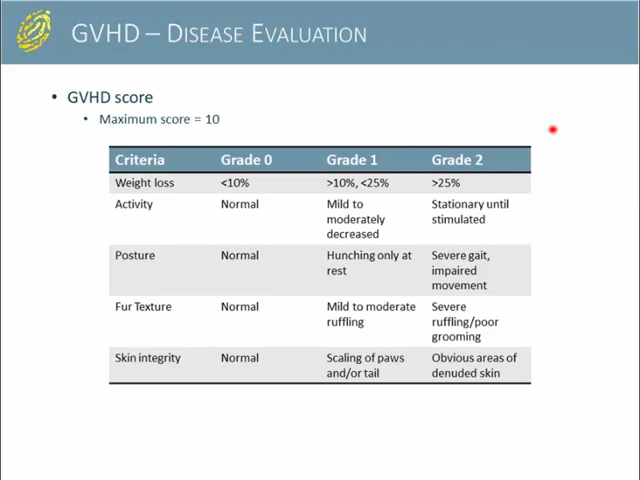 GVHD – Disease Evaluation
• GVHD score
• Maximum score = 10
Criteria Grade 0 Grade 1 Grade 2
Weight loss <10% >10%, <25% >25%
Activity Normal Mild to moderately decreased Stationary until stimulated
Posture Normal Hunching only at rest Severe gait, impaired movement
Fur Texture Normal Mild to moderate ruffling Severe ruffling/poor grooming
Skin integrity Normal Scaling of paws and/or tail Obvious areas of denuded skin